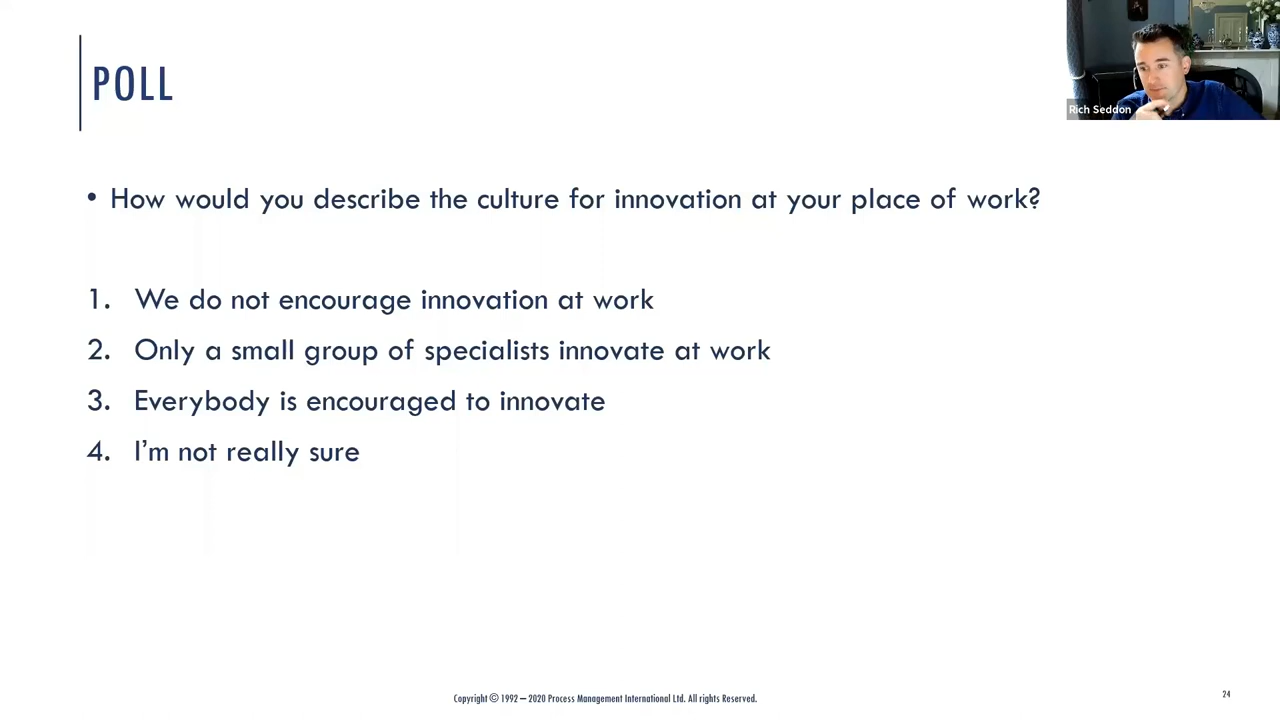 POLL
Rich Seddon
• How would you describe the culture for innovation at your place of work?
1. We do not encourage innovation at work
2. Only a small group of specialists innovate at work
3. Everybody is encouraged to innovate
4. I'm not really sure
Copyright © 1992 – 2020 Process Management International Ltd. All rights Reserved.
24